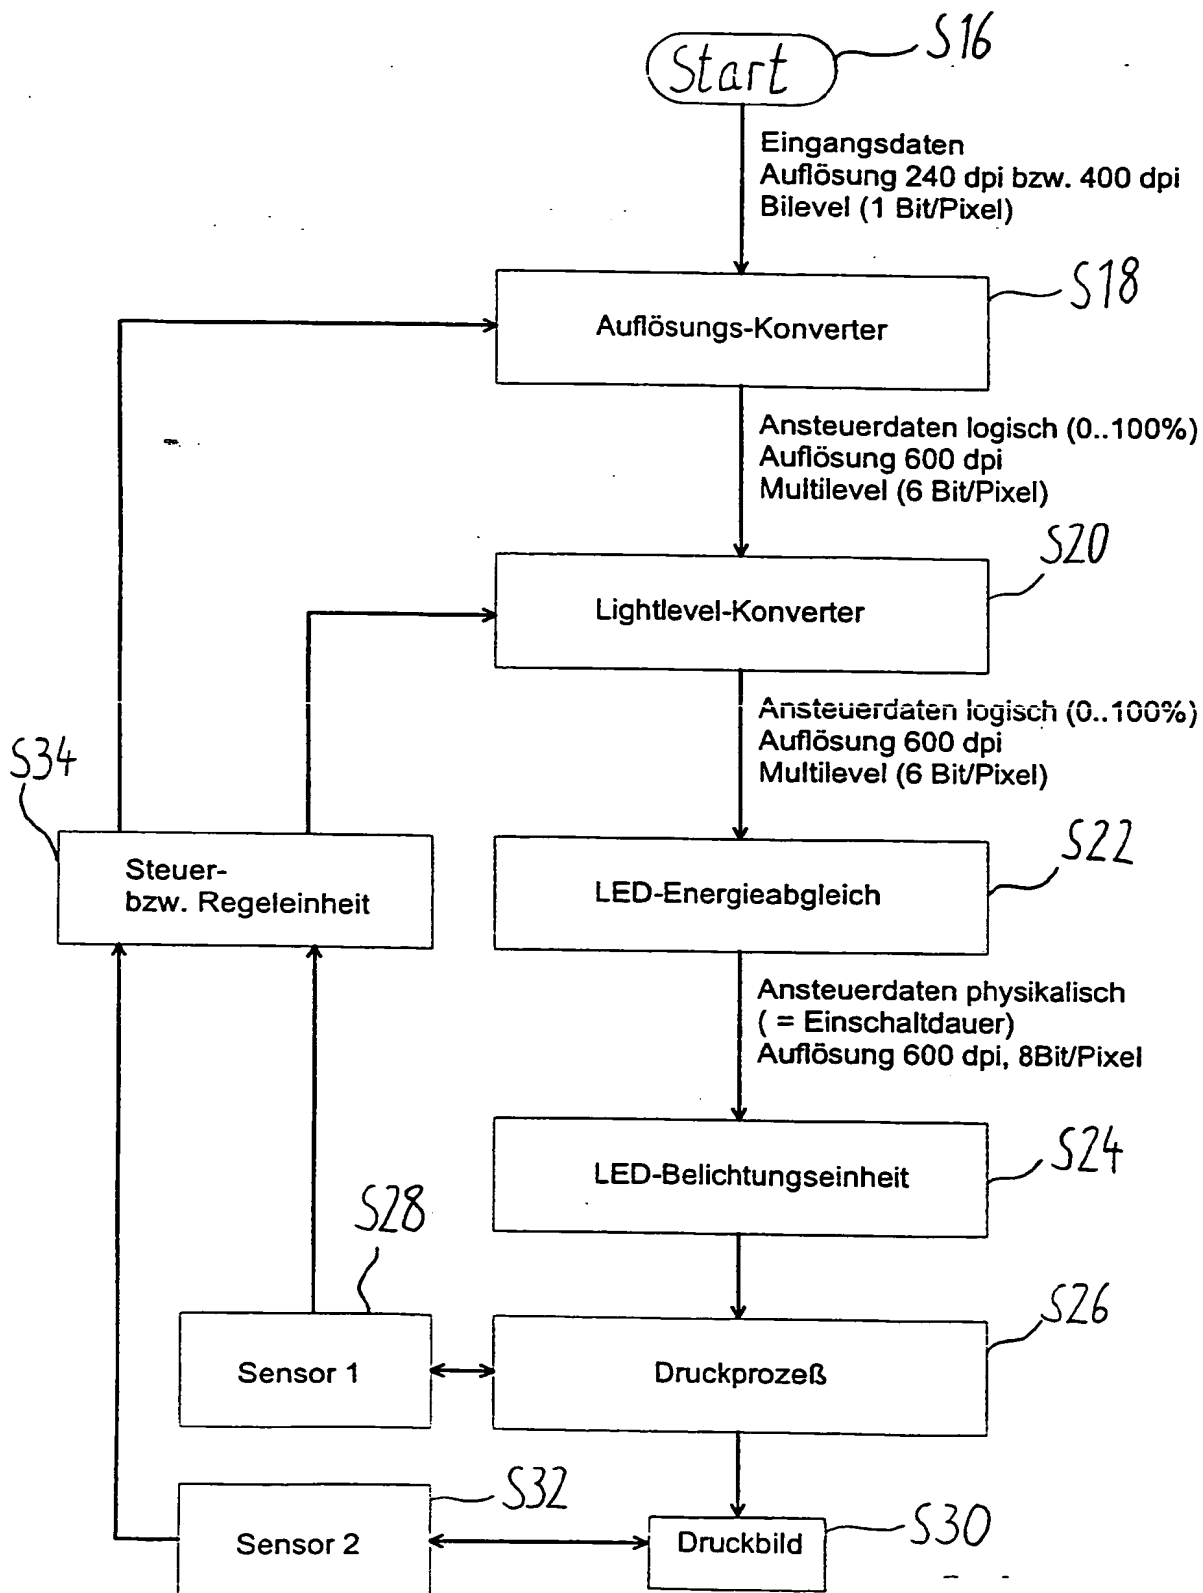 Start
S16
Eingangsdaten
Auflösung 240 dpi bzw. 400 dpi
Bilevel (1 Bit/Pixel)
S18
Auflösungs-Konverter
Ansteuerdaten logisch (0..100%)
Auflösung 600 dpi
Multilevel (6 Bit/Pixel)
S20
Lightlevel-Konverter
Ansteuerdaten logisch (0..100%)
Auflösung 600 dpi
Multilevel (6 Bit/Pixel)
S34
Steuer-
bzw. Regeleinheit
S22
LED-Energieabgleich
Ansteuerdaten physikalisch
( = Einschaltdauer)
Auflösung 600 dpi, 8Bit/Pixel
S24
LED-Belichtungseinheit
S28
Sensor 1
S26
Druckprozeß
S32
Sensor 2
S30
Druckbild